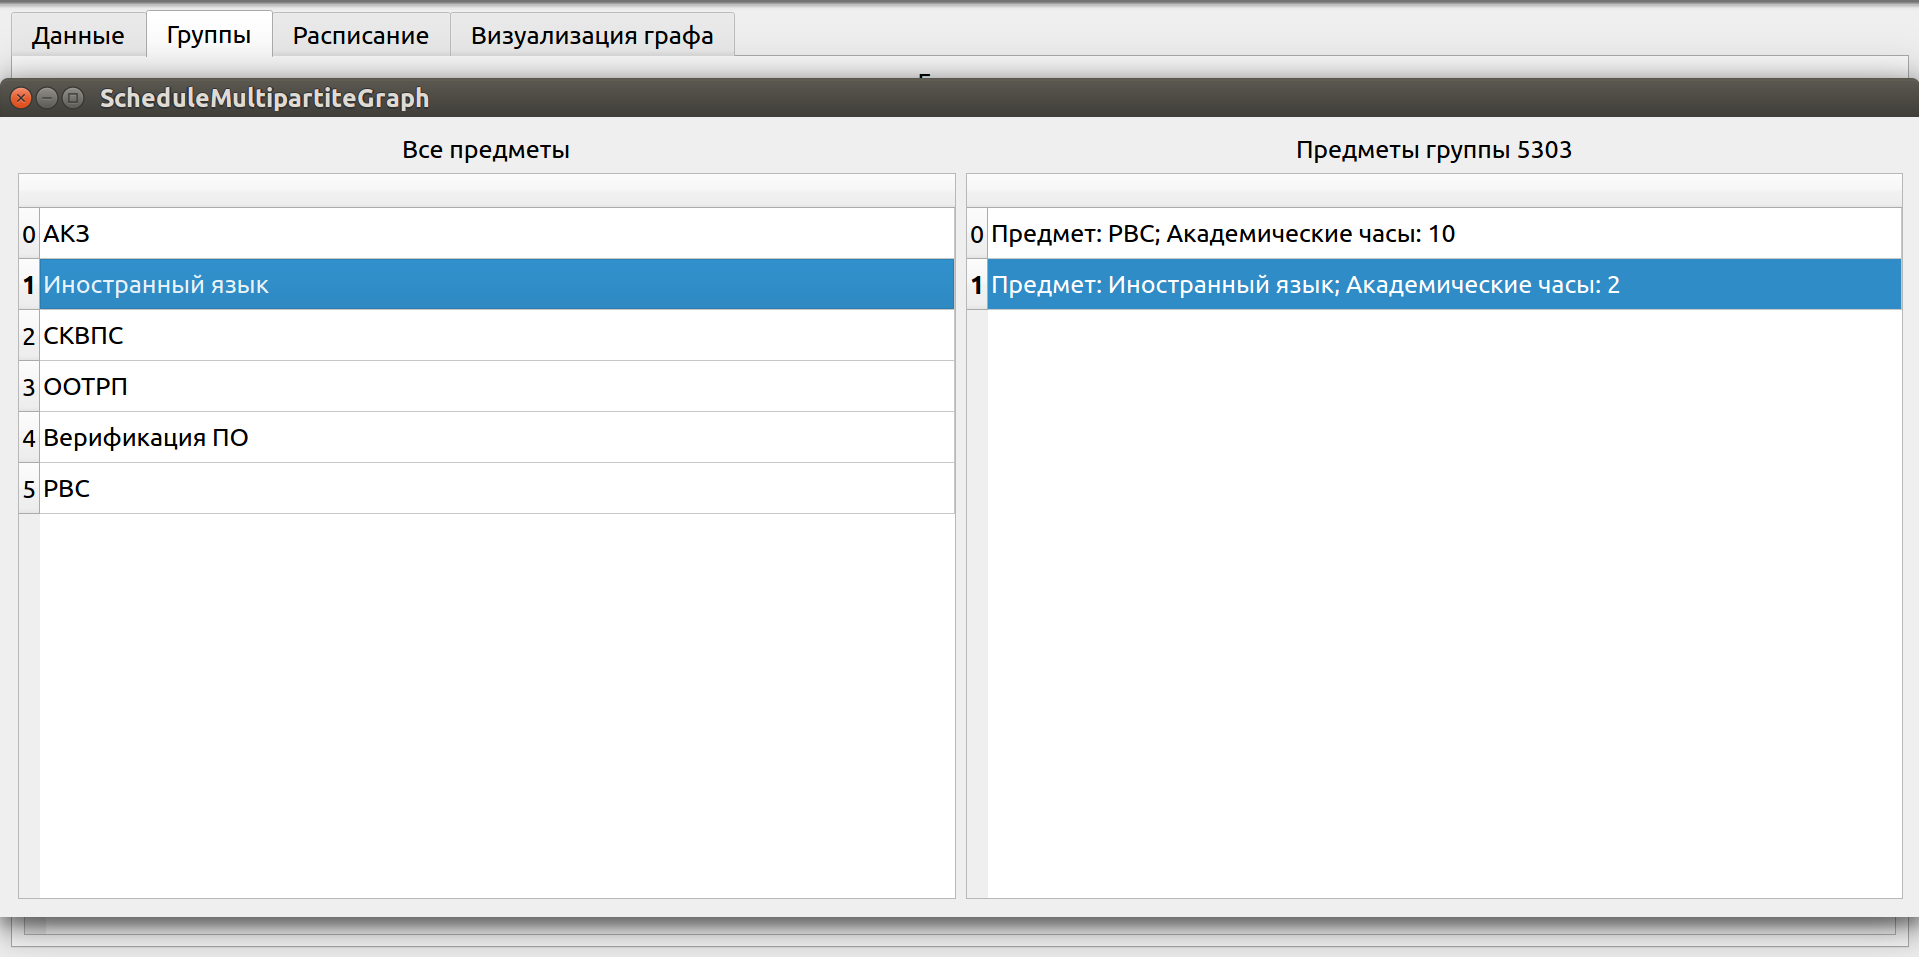 Данные Группы Расписание Визуализация графа
ScheduleMultipartiteGraph
Все предметы
0 АКЗ
1 Иностранный язык
2 СКВПС
3 ООТРП
4 Верификация ПО
5 РВС
Предметы группы 5303
0 Предмет: РВС; Академические часы: 10
1 Предмет: Иностранный язык; Академические часы: 2